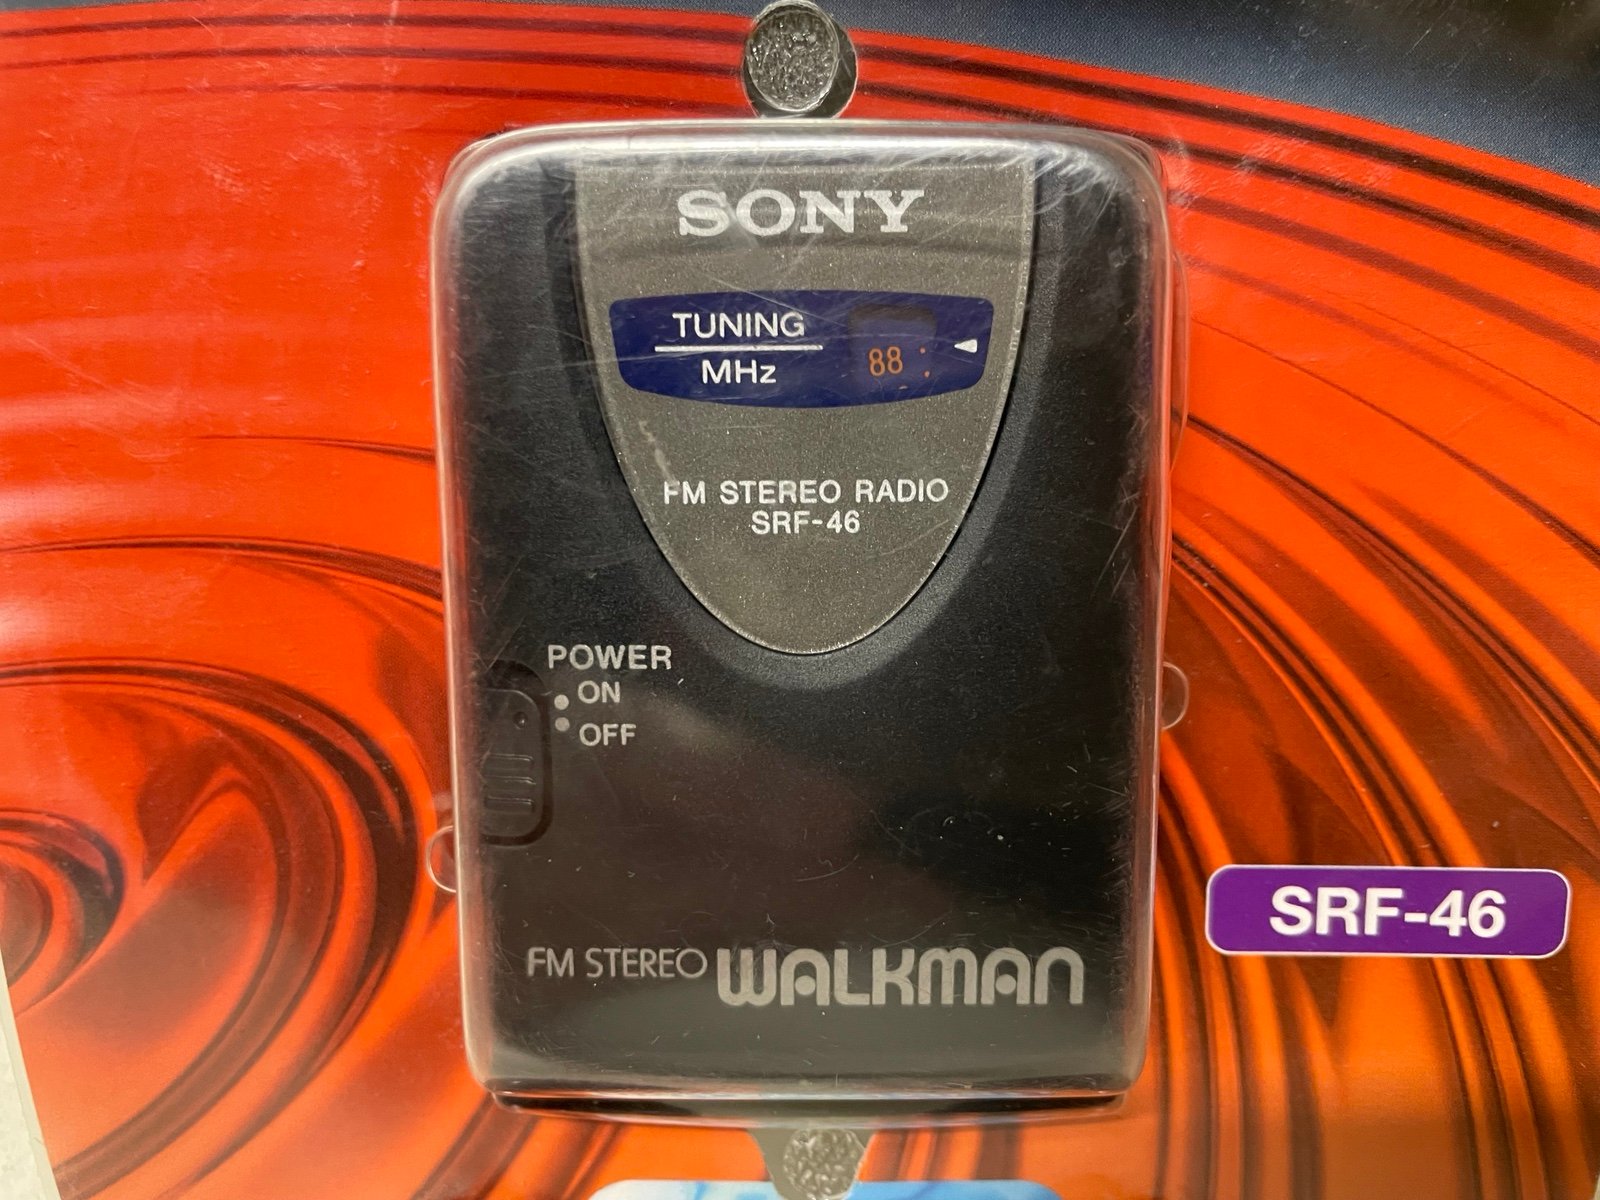 SONY
TUNING
MHz
88
FM STEREO RADIO
SRF-46
POWER
ON
OFF
SRF-46
FM STEREO WALKMAN